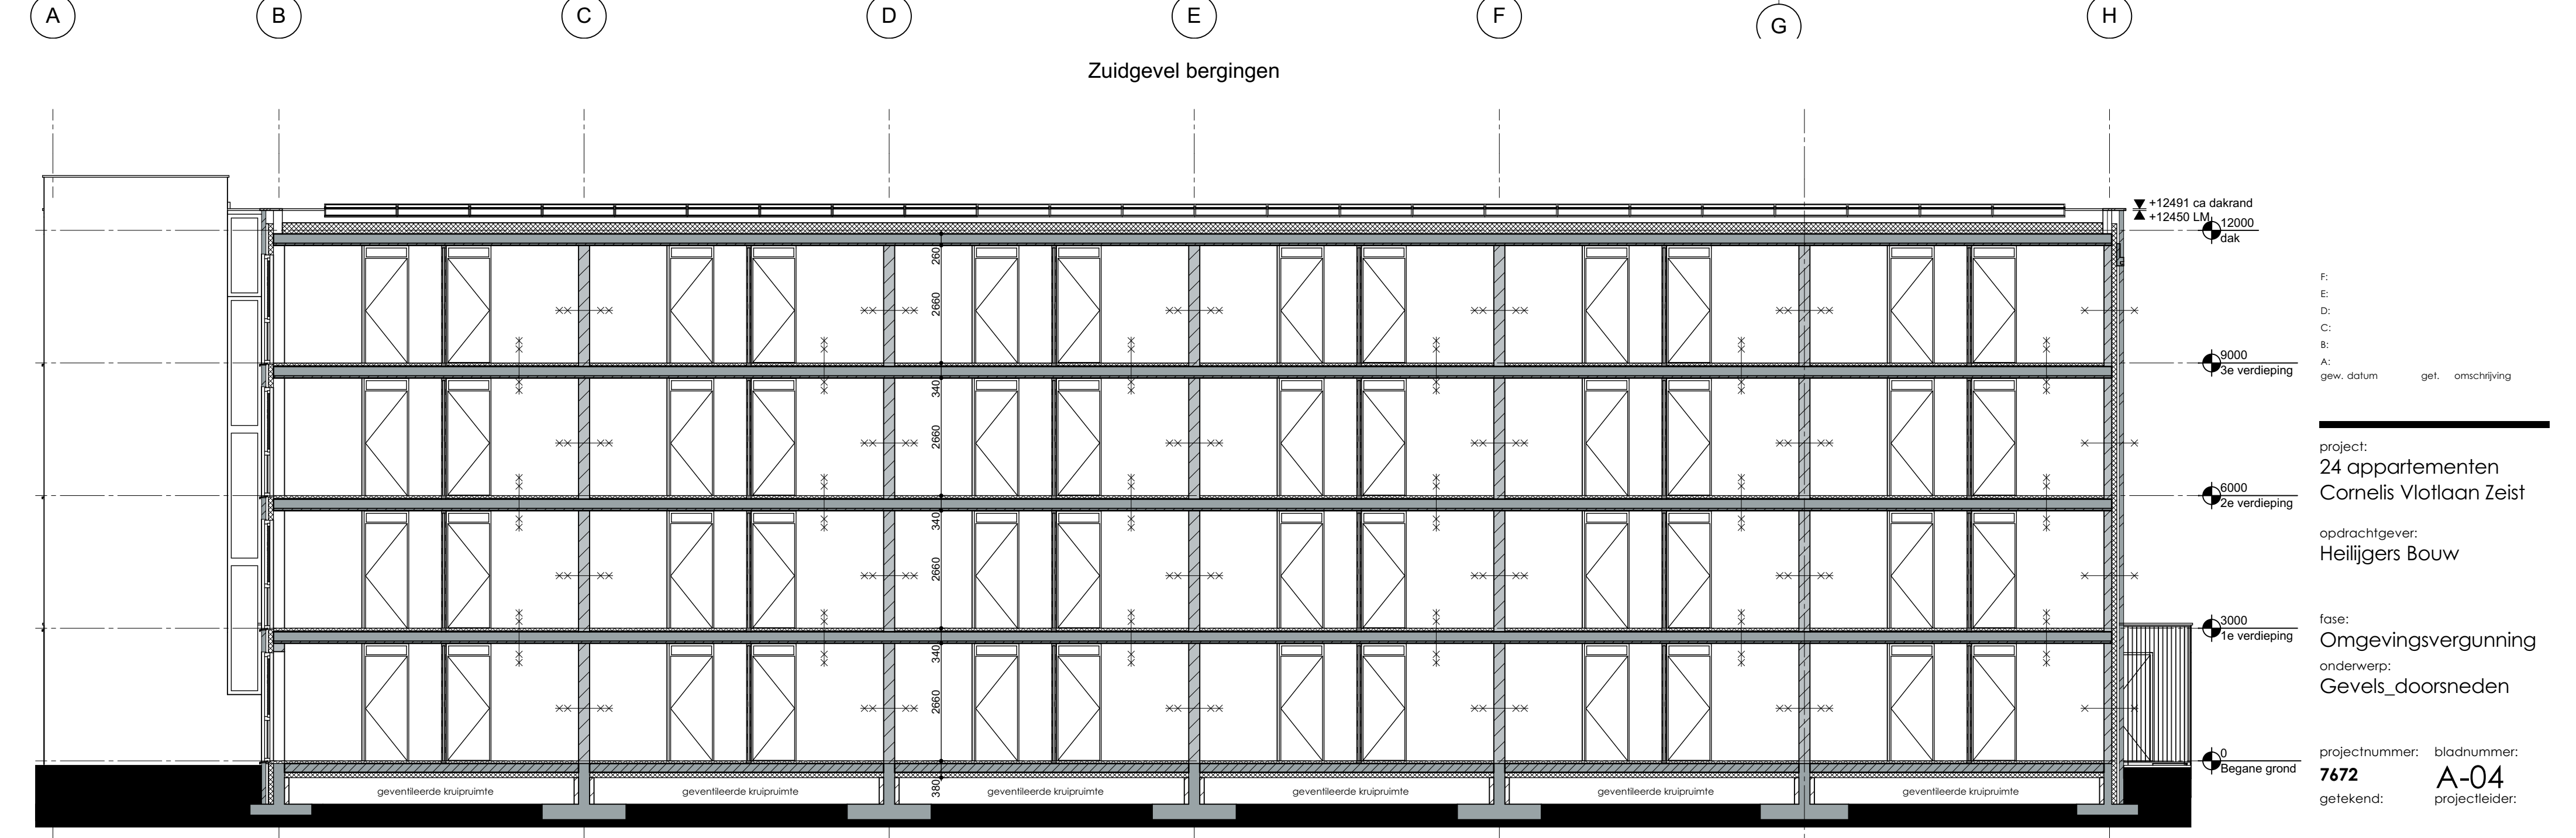 A B C D E F G H
Zuidgevel bergingen
+12491 ca dakrand
+12450 LM
12000
dak
260
2660
9000
3e verdieping
340
2660
6000
2e verdieping
340
2660
3000
1e verdieping
340
2660
0
Begane grond
380
geventileerde kruipruimte geventileerde kruipruimte geventileerde kruipruimte geventileerde kruipruimte geventileerde kruipruimte geventileerde kruipruimte
F:
E:
D:
C:
B:
A:
gew. datum get. omschrijving
project:
24 appartementen
Cornelis Vlotlaan Zeist
opdrachtgever:
Heilijgers Bouw
fase:
Omgevingsvergunning
onderwerp:
Gevels_doorsneden
projectnummer: bladnummer:
7672 A-04
getekend: projectleider: